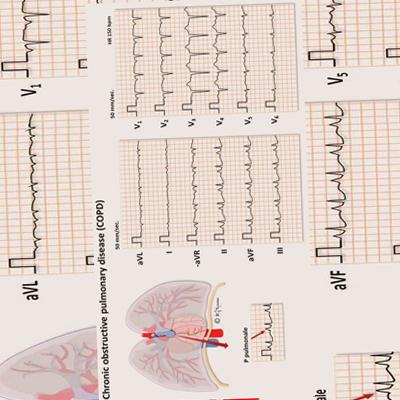 Chronic obstructive pulmonary disease (COPD)
50 mm/sec.
HR 150 bpm
aVL
I
-aVR
II
aVF
III
50 mm/sec.
V1
V2
V3
V4
V5
V6
P pulmonale
V1
aVL
V5
aVF
ale